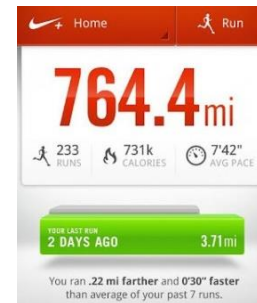 Home
Run
764.4mi
233
RUNS
731k
CALORIES
7'42"
AVG PACE
YOUR LAST RUN
2 DAYS AGO
3.71mi
You ran .22 mi farther and 0'30" faster
than average of your past 7 runs.